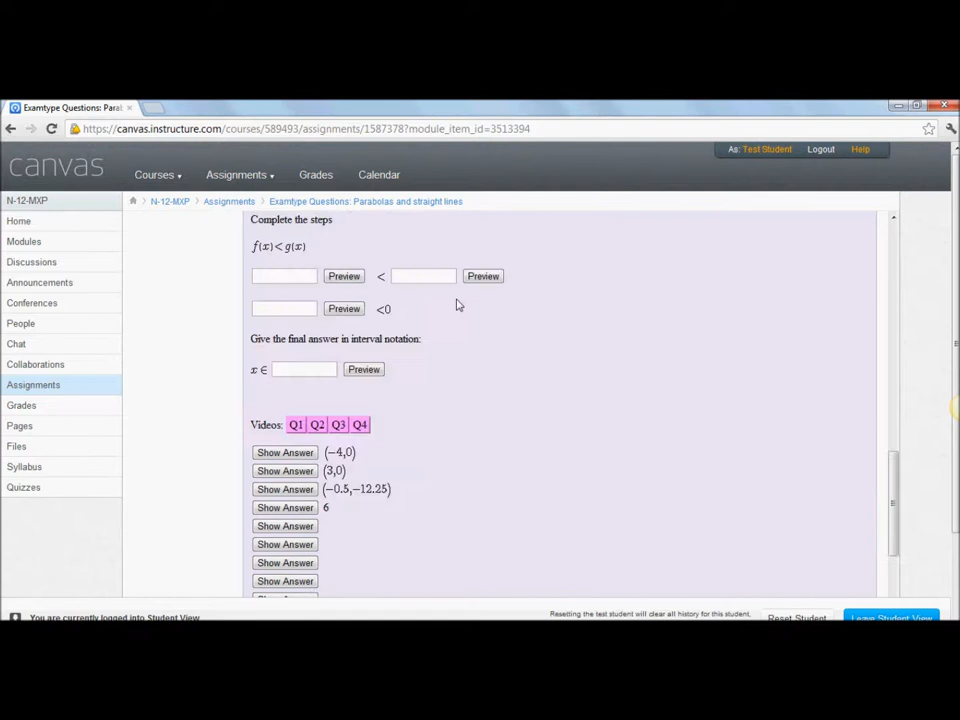 Examtype Questions: Parab
https://canvas.instructure.com/courses/589493/assignments/1587378?module_item_id=3513394
canvas
As: Test Student Logout Help
Courses Assignments Grades Calendar
N-12-MXP
N-12-MXP Assignments Examtype Questions: Parabolas and straight lines
Home
Modules
Discussions
Announcements
Conferences
People
Chat
Collaborations
Assignments
Grades
Pages
Files
Syllabus
Quizzes
Complete the steps
f(x)<g(x)
Preview < Preview
Preview <0
Give the final answer in interval notation:
x∈ Preview
Videos: Q1 Q2 Q3 Q4
Show Answer (−4,0)
Show Answer (3,0)
Show Answer (−0.5,−12.25)
Show Answer 6
Show Answer
Show Answer
Show Answer
Show Answer
You are currently logged into Student View
Resetting the test student will clear all history for this student.
Reset Student
Leave Student View